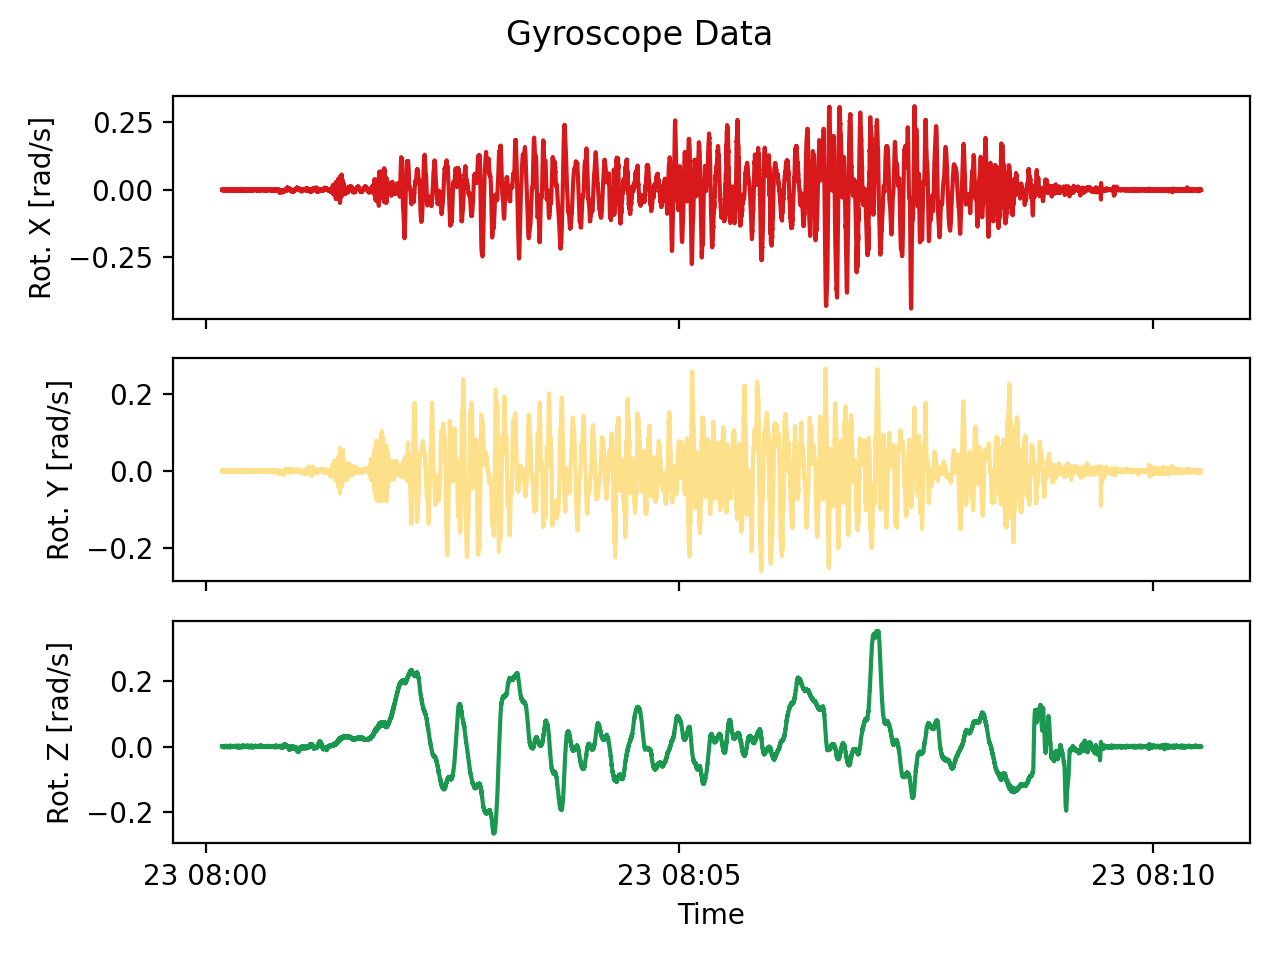 Gyroscope Data
Rot. X [rad/s]
0.25
0.00
−0.25
Rot. Y [rad/s]
0.2
0.0
−0.2
Rot. Z [rad/s]
0.2
0.0
−0.2
23 08:00 23 08:05 23 08:10
Time